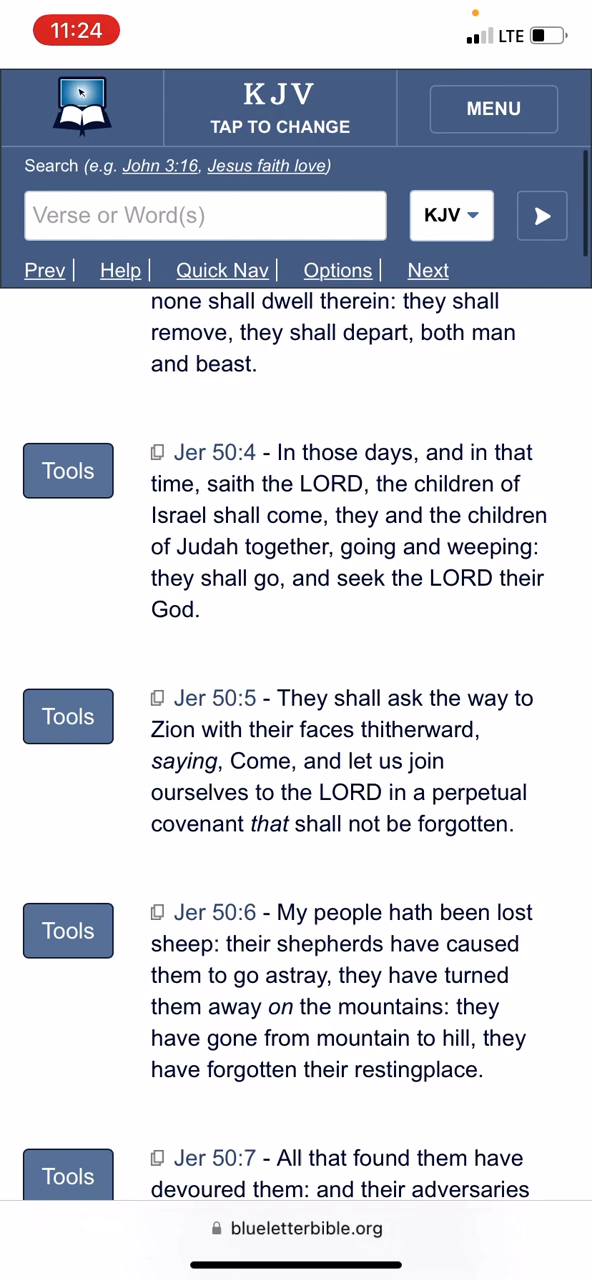 11:24
LTE
KJV
TAP TO CHANGE
MENU
Search (e.g. John 3:16, Jesus faith love)
Verse or Word(s)
KJV
Prev | Help | Quick Nav | Options | Next
none shall dwell therein: they shall
remove, they shall depart, both man
and beast.
Tools
Jer 50:4 - In those days, and in that
time, saith the LORD, the children of
Israel shall come, they and the children
of Judah together, going and weeping:
they shall go, and seek the LORD their
God.
Tools
Jer 50:5 - They shall ask the way to
Zion with their faces thitherward,
saying, Come, and let us join
ourselves to the LORD in a perpetual
covenant that shall not be forgotten.
Tools
Jer 50:6 - My people hath been lost
sheep: their shepherds have caused
them to go astray, they have turned
them away on the mountains: they
have gone from mountain to hill, they
have forgotten their restingplace.
Tools
Jer 50:7 - All that found them have
devoured them: and their adversaries
blueletterbible.org